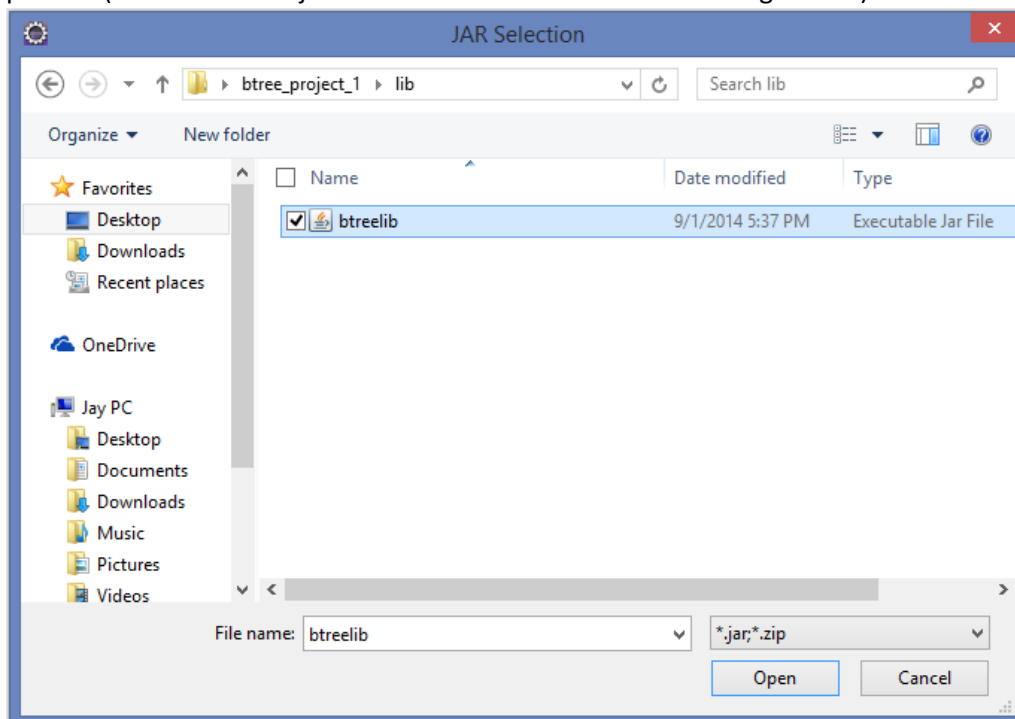 JAR Selection
btree_project_1 lib
Search lib
Organize
New folder
Name
Date modified
Type
Favorites
btreelib
9/1/2014 5:37 PM
Executable Jar File
Desktop
Downloads
Recent places
OneDrive
Jay PC
Desktop
Documents
Downloads
Music
Pictures
Videos
File name:
btreelib
*.jar;*.zip
Open
Cancel